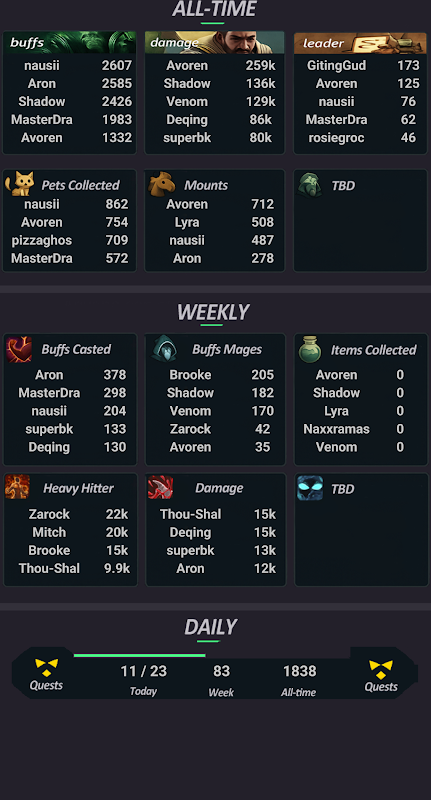 ALL-TIME
buffs
nausii 2607
Aron 2585
Shadow 2426
MasterDra 1983
Avoren 1332
damage
Avoren 259k
Shadow 136k
Venom 129k
Deqing 86k
superbk 80k
leader
GitingGud 173
Avoren 125
nausii 76
MasterDra 62
rosiegroc 46
Pets Collected
nausii 862
Avoren 754
pizzaghos 709
MasterDra 572
Mounts
Avoren 712
Lyra 508
nausii 487
Aron 278
TBD
WEEKLY
Buffs Casted
Aron 378
MasterDra 298
nausii 204
superbk 133
Deqing 130
Buffs Mages
Brooke 205
Shadow 182
Venom 170
Zarock 42
Avoren 35
Items Collected
Avoren 0
Shadow 0
Lyra 0
Naxxramas 0
Venom 0
Heavy Hitter
Zarock 22k
Mitch 20k
Brooke 15k
Thou-Shal 9.9k
Damage
Thou-Shal 15k
Deqing 15k
superbk 13k
Aron 12k
TBD
DAILY
Quests
11 / 23
Today
83
Week
1838
All-time
Quests